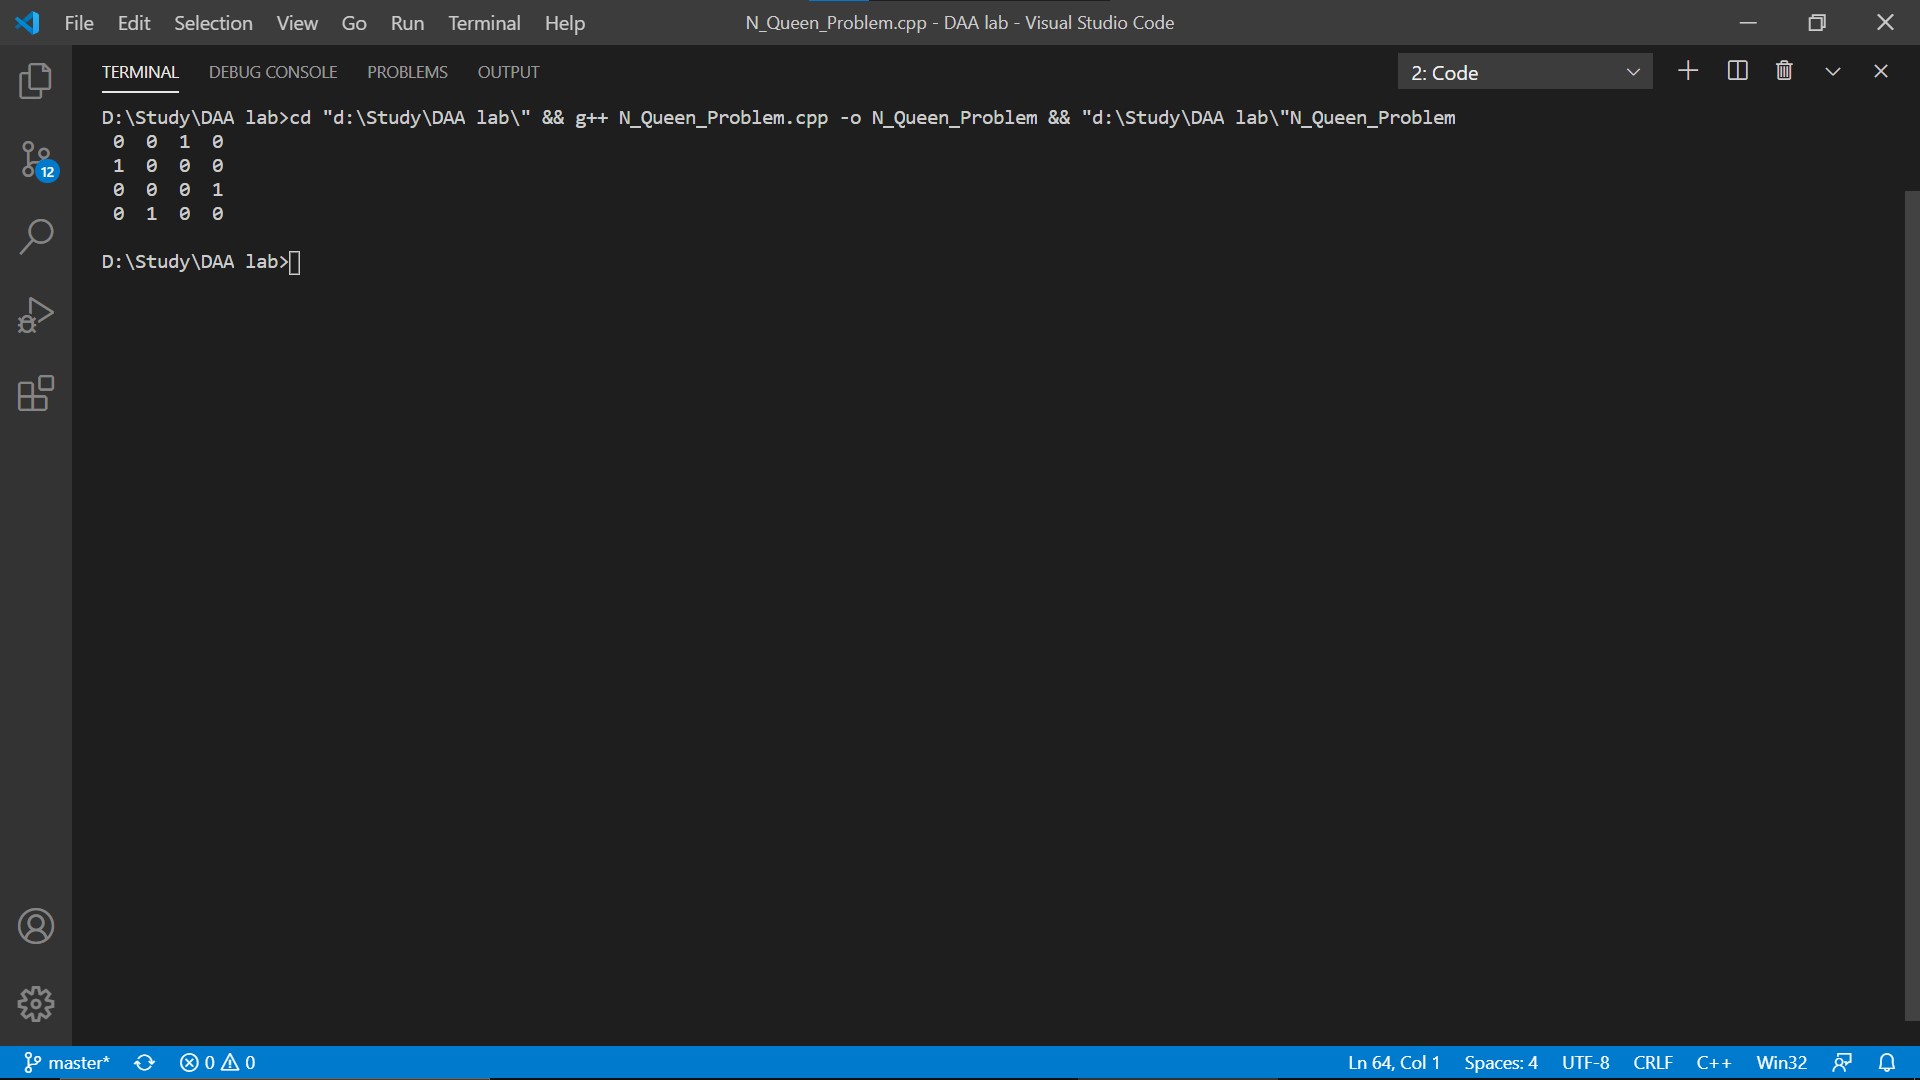 File Edit Selection View Go Run Terminal Help N_Queen_Problem.cpp - DAA lab - Visual Studio Code
TERMINAL DEBUG CONSOLE PROBLEMS OUTPUT 2: Code
D:\Study\DAA lab>cd "d:\Study\DAA lab\" && g++ N_Queen_Problem.cpp -o N_Queen_Problem && "d:\Study\DAA lab\"N_Queen_Problem
0 0 1 0
1 0 0 0
0 0 0 1
0 1 0 0
D:\Study\DAA lab>
12
master* 0 0 Ln 64, Col 1 Spaces: 4 UTF-8 CRLF C++ Win32